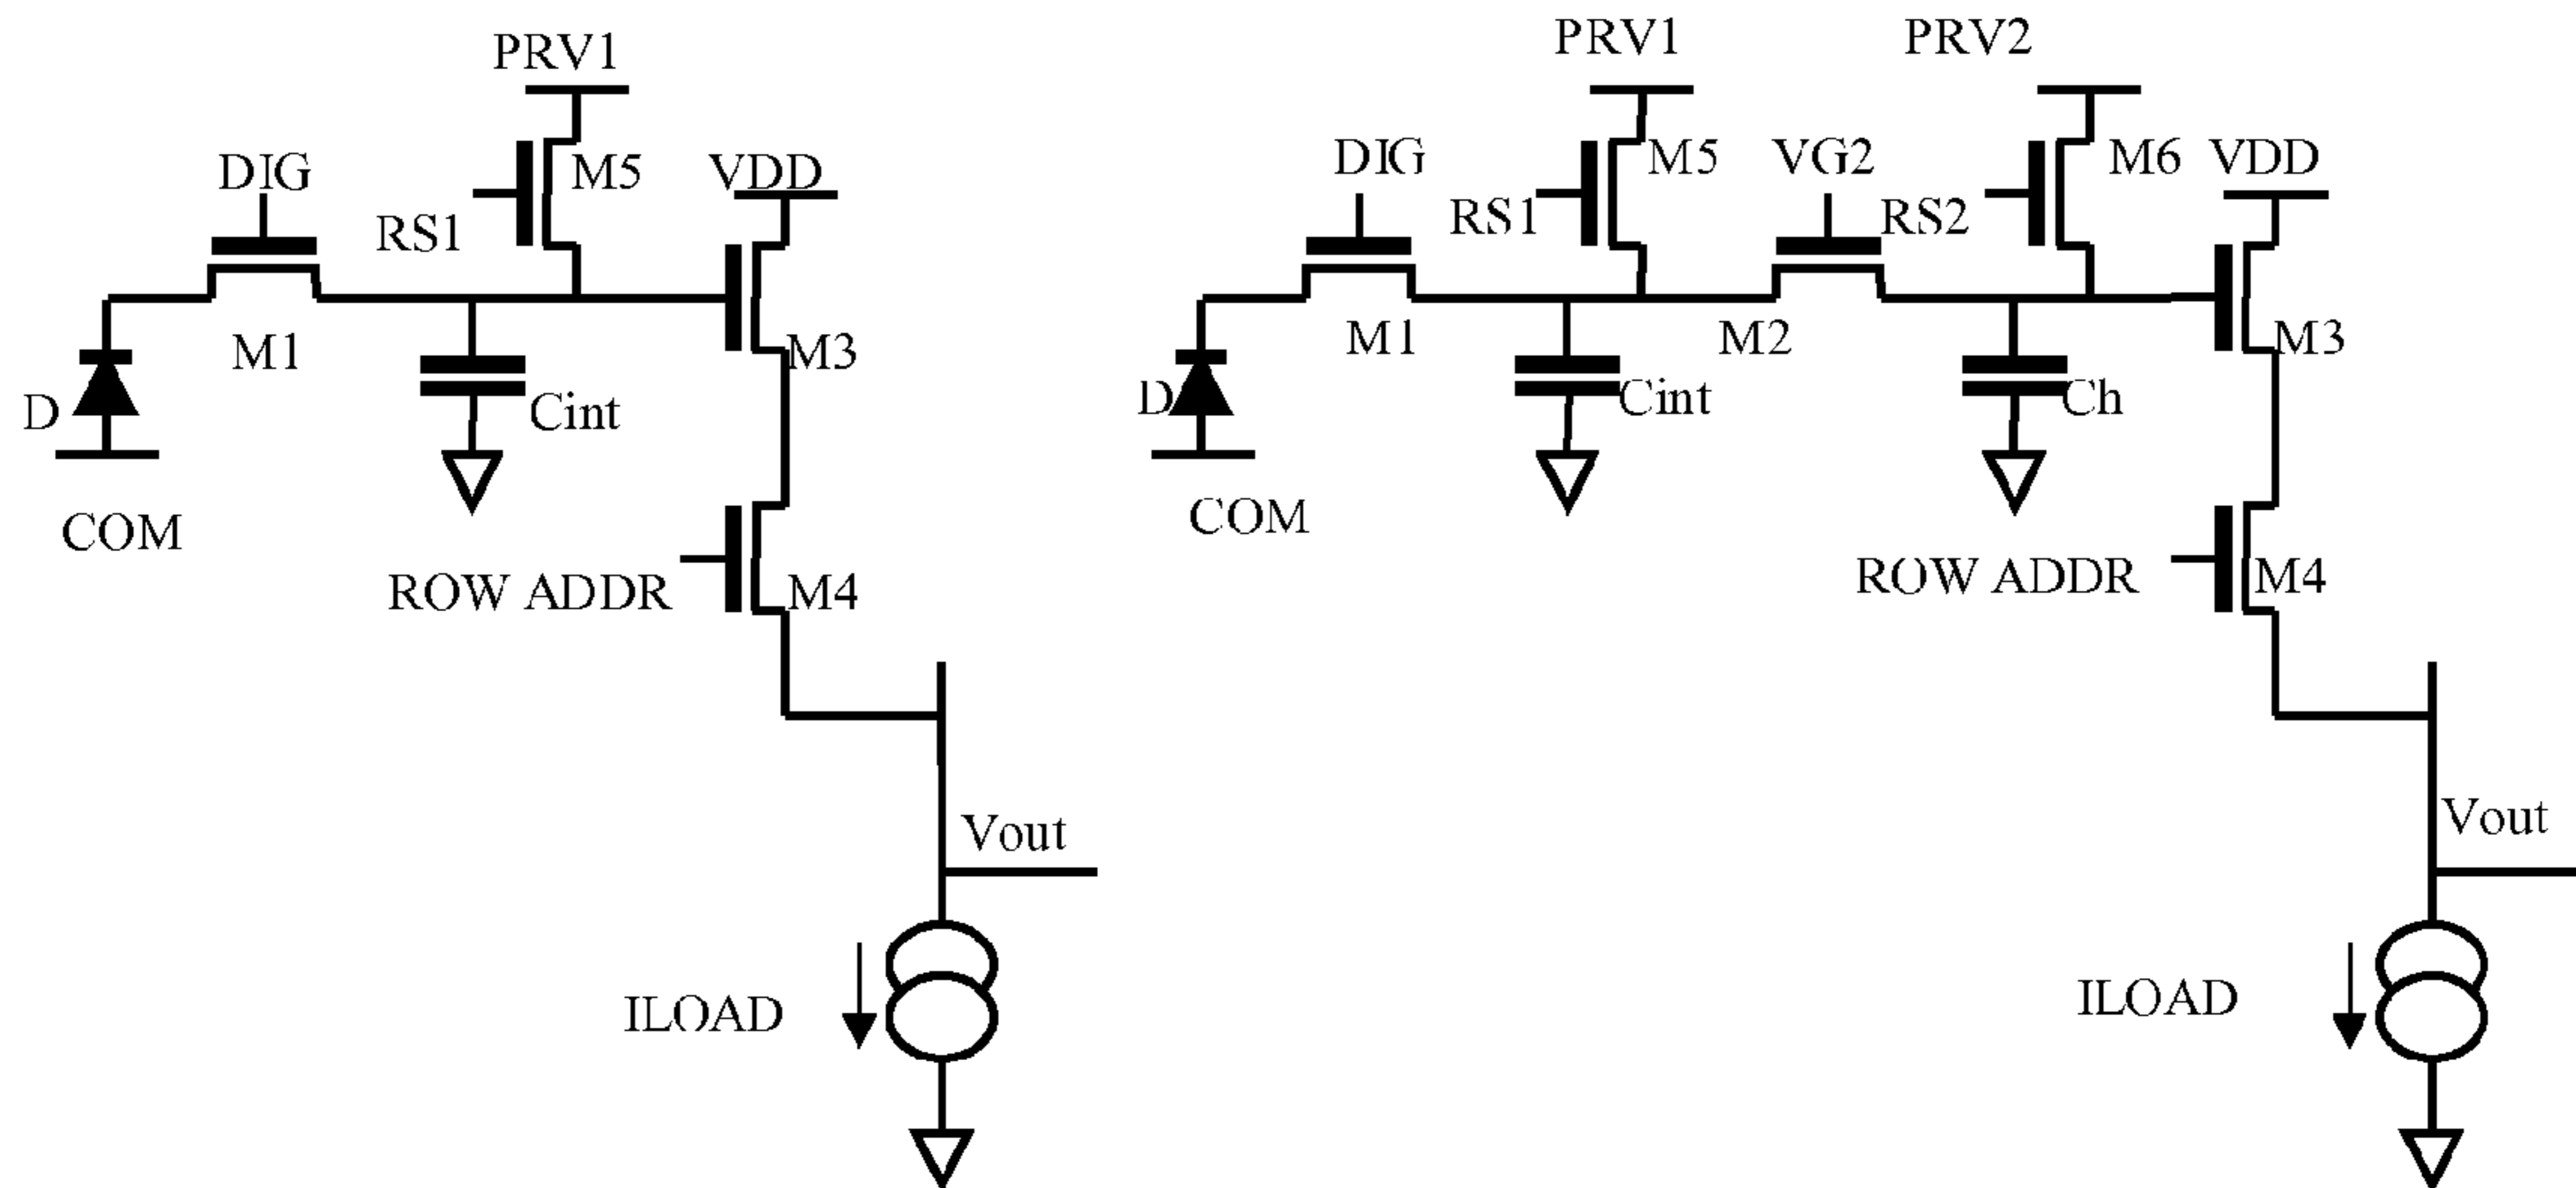 PRV1
DIG
M5
VDD
RS1
M1
M3
D
Cint
COM
ROW ADDR
M4
Vout
ILOAD
PRV1
PRV2
DIG
M5
VG2
M6
VDD
RS1
RS2
M1
M2
M3
D
Cint
Ch
COM
ROW ADDR
M4
Vout
ILOAD